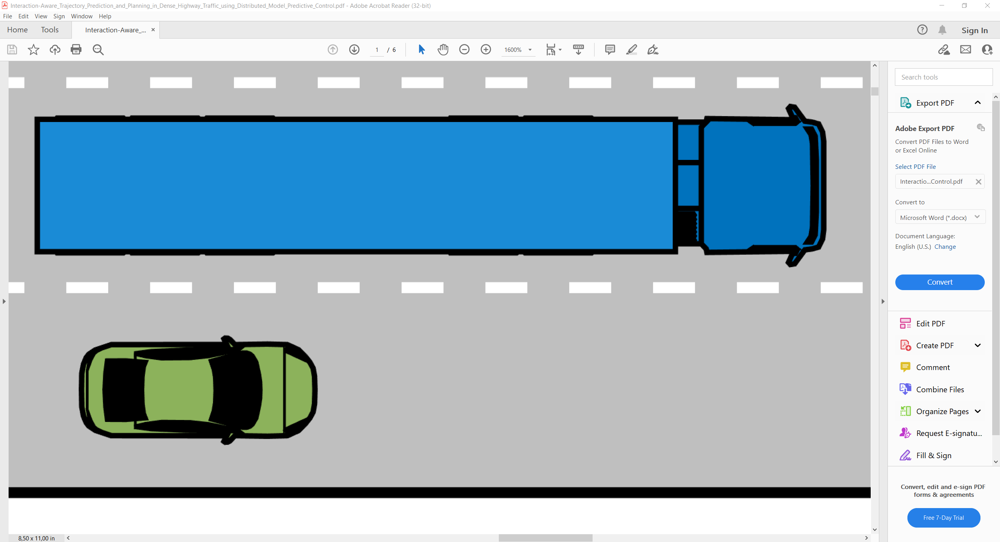 Interaction-Aware_Trajectory_Prediction_and_Planning_in_Dense_Highway_Traffic_using_Distributed_Model_Predictive_Control.pdf - Adobe Acrobat Reader (32-bit)
File Edit View Sign Window Help
Home Tools Interaction-Aware_... × Sign In
1 / 6 1600%
Search tools
Export PDF
Adobe Export PDF
Convert PDF Files to Word
or Excel Online
Select PDF File
Interactio...Control.pdf
Convert to
Microsoft Word (*.docx)
Document Language:
English (U.S.) Change
Convert
Edit PDF
Create PDF
Comment
Combine Files
Organize Pages
Request E-signatu...
Fill & Sign
Convert, edit and e-sign PDF
forms & agreements
Free 7-Day Trial
8,50 x 11,00 in